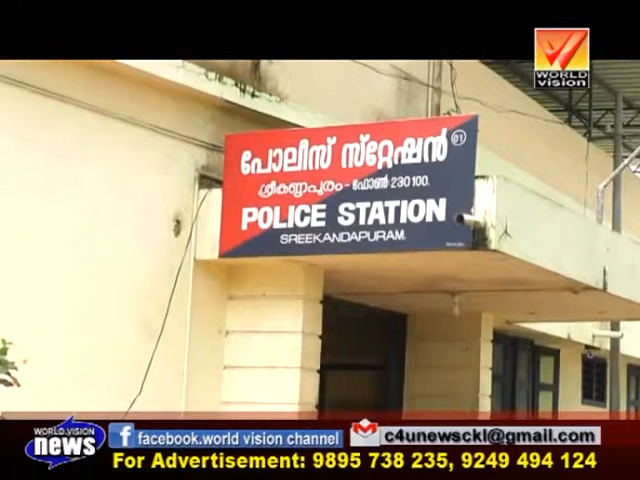 WORLD
vision
പോലീസ് സ്റ്റേഷൻ 01
ശ്രീകണ്ഠപുരം - ഫോൺ-230100.
POLICE STATION
SREEKANDAPURAM.
WORLD VISION
news
facebook.world vision channel
c4unewsckl@gmail.com
For Advertisement: 9895 738 235, 9249 494 124